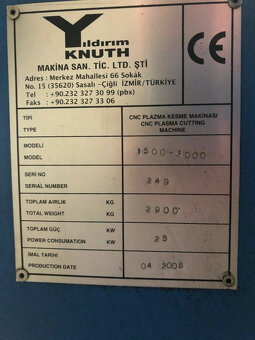 Yıldırım
KNUTH
MAKİNA SAN. TİC. LTD. ŞTİ
Adres : Merkez Mahallesi 66 Sokak
No. 15 (35620) Sasalı -Çiğli İZMİR/TÜRKİYE
Tel : +90.232 327 30 99 (pbx)
Faks : +90.232 327 33 06
TİPİ CNC PLAZMA KESME MAKİNASI
TYPE CNC PLASMA CUTTING
MACHINE
MODELİ
MODEL 1500-3000
SERİ NO
SERIAL NUMBER 249
TOPLAM AĞIRLIK KG
TOTAL WEIGHT KG 2900
TOPLAM GÜÇ KW
POWER CONSUMATION KW 25
İMAL TARİHİ
PRODUCTION DATE 04 2008